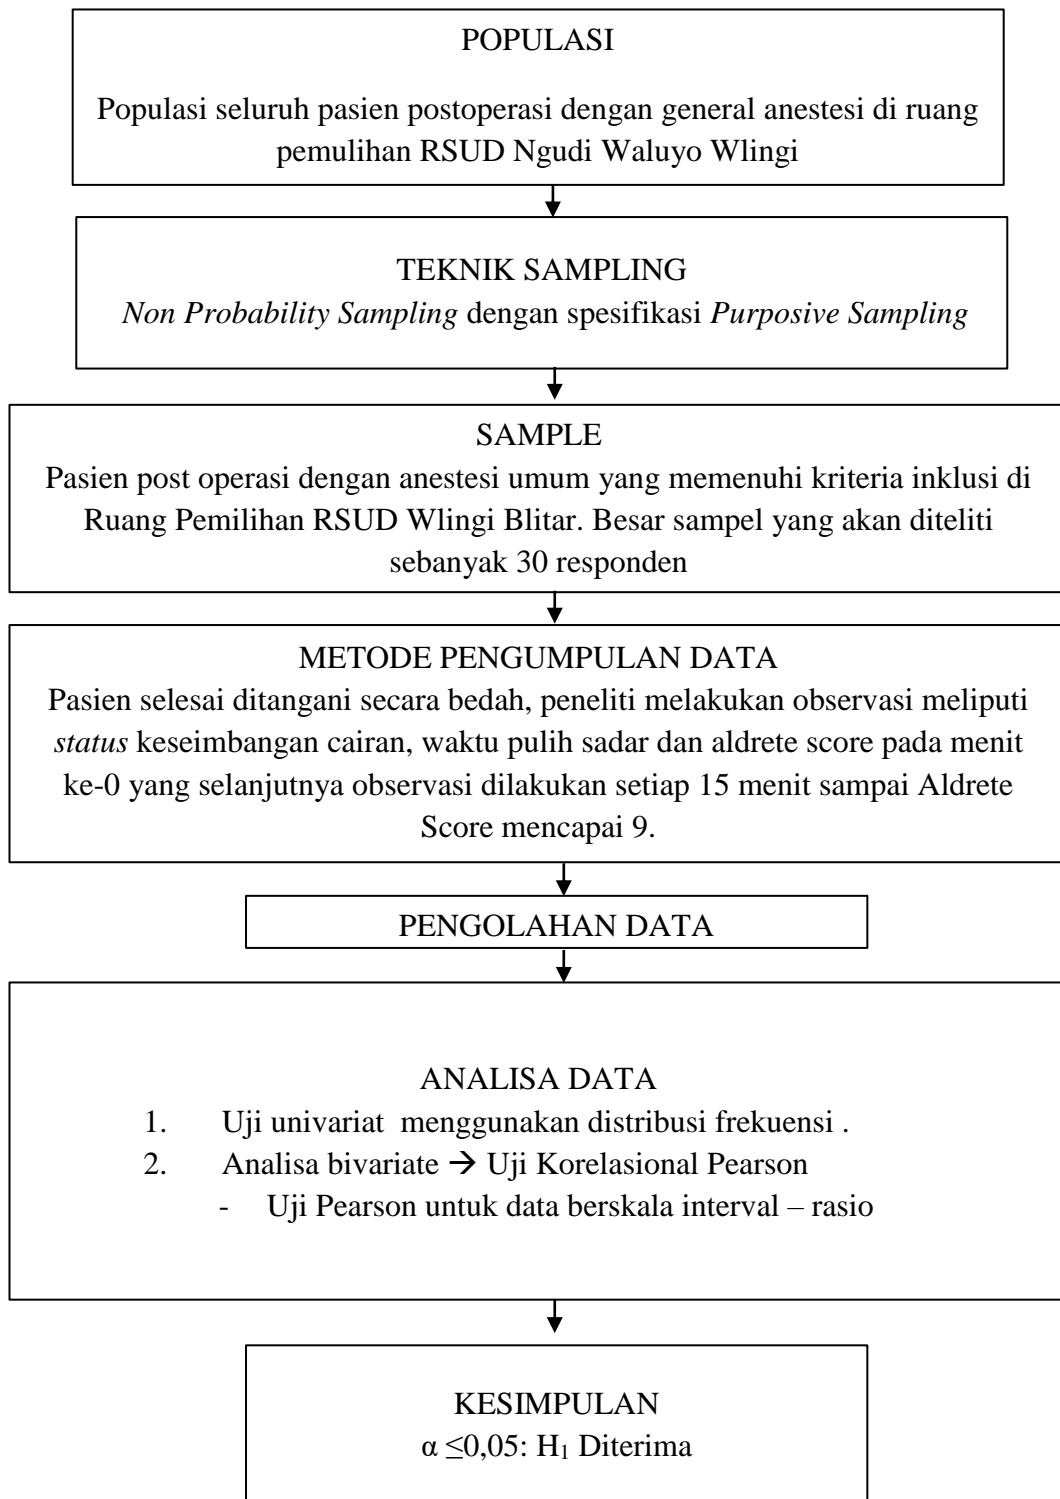 POPULASI
Populasi seluruh pasien postoperasi dengan general anestesi di ruang
pemulihan RSUD Ngudi Waluyo Wlingi
TEKNIK SAMPLING
Non Probability Sampling dengan spesifikasi Purposive Sampling
SAMPLE
Pasien post operasi dengan anestesi umum yang memenuhi kriteria inklusi di
Ruang Pemilihan RSUD Wlingi Blitar. Besar sampel yang akan diteliti
sebanyak 30 responden
METODE PENGUMPULAN DATA
Pasien selesai ditangani secara bedah, peneliti melakukan observasi meliputi
status keseimbangan cairan, waktu pulih sadar dan aldrete score pada menit
ke-0 yang selanjutnya observasi dilakukan setiap 15 menit sampai Aldrete
Score mencapai 9.
PENGOLAHAN DATA
ANALISA DATA
1. Uji univariat menggunakan distribusi frekuensi .
2. Analisa bivariate → Uji Korelasional Pearson
- Uji Pearson untuk data berskala interval – rasio
KESIMPULAN
α ≤0,05: H₁ Diterima